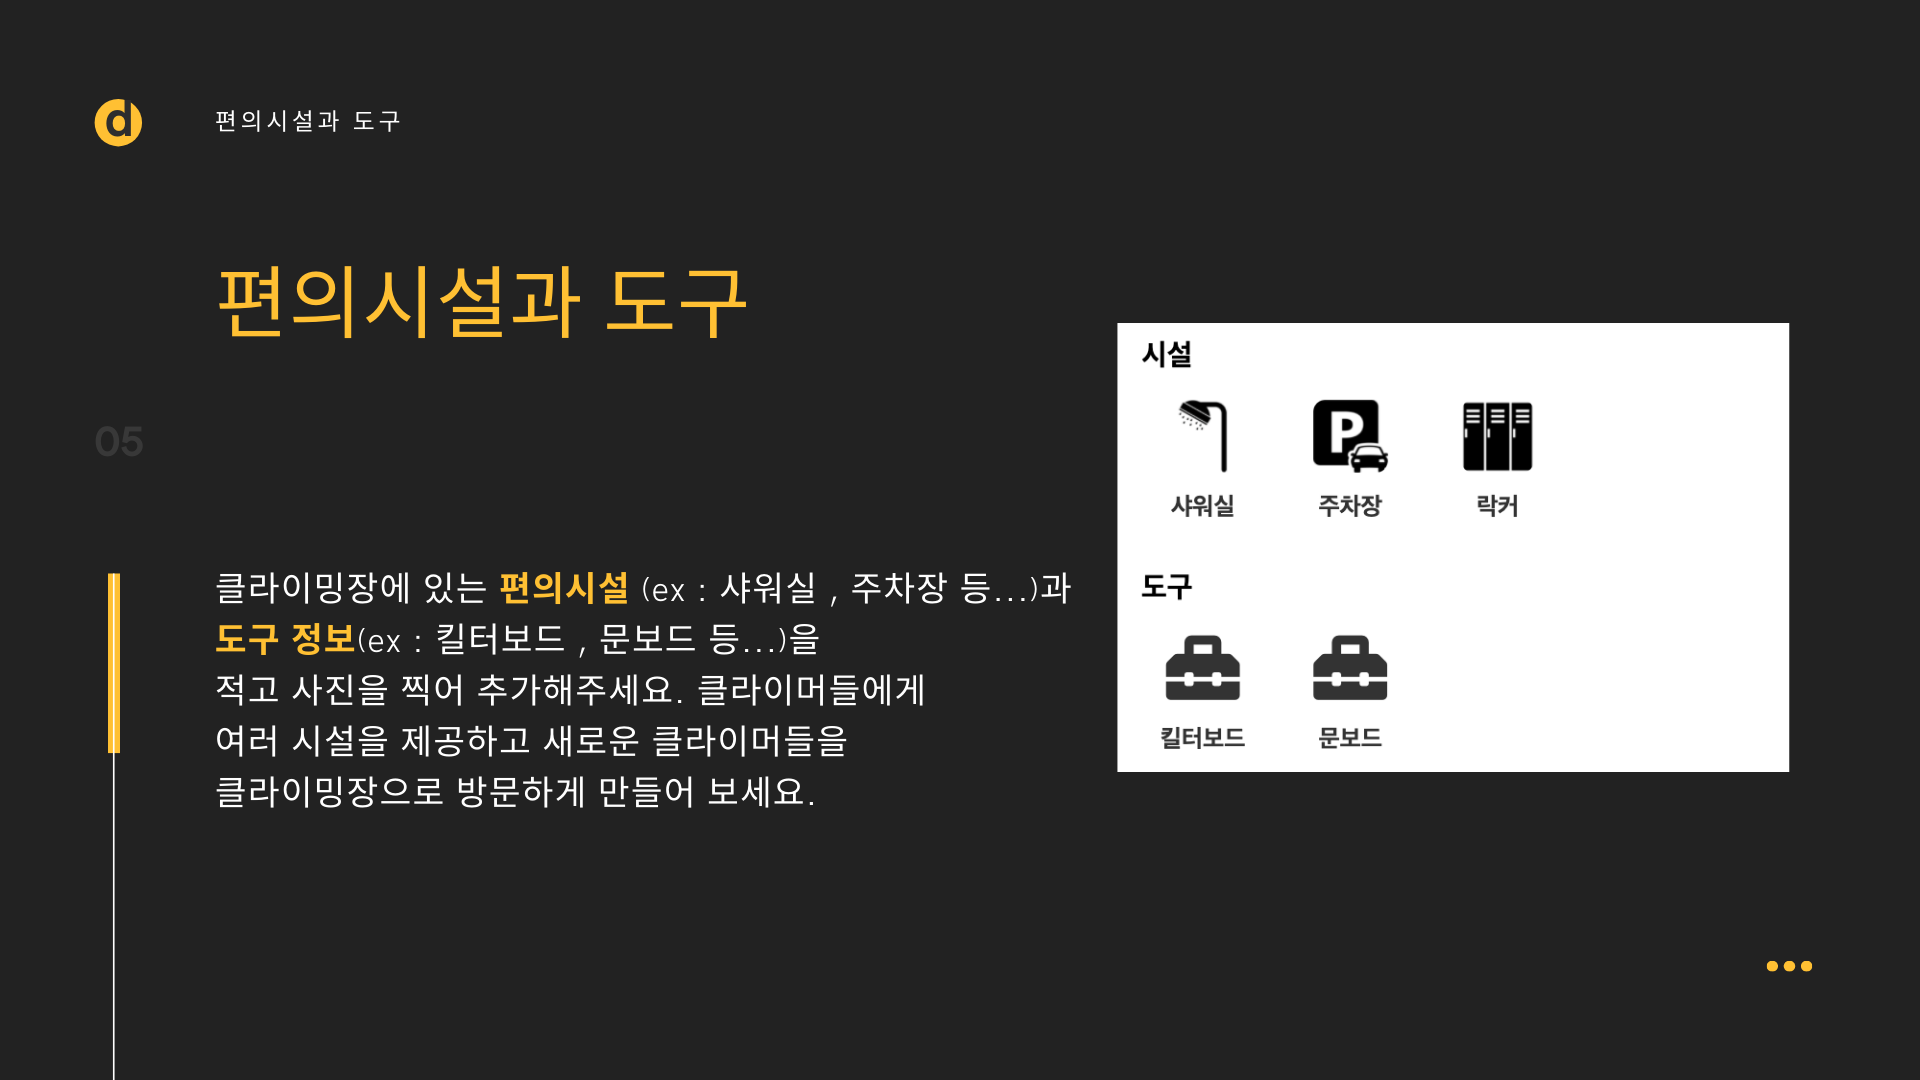 d
편의시설과 도구
편의시설과 도구
05
클라이밍장에 있는 편의시설 (ex : 샤워실 , 주차장 등...)과
도구 정보(ex : 킬터보드 , 문보드 등...)을
적고 사진을 찍어 추가해주세요. 클라이머들에게
여러 시설을 제공하고 새로운 클라이머들을
클라이밍장으로 방문하게 만들어 보세요.
시설
P
샤워실 주차장 락커
도구
킬터보드 문보드